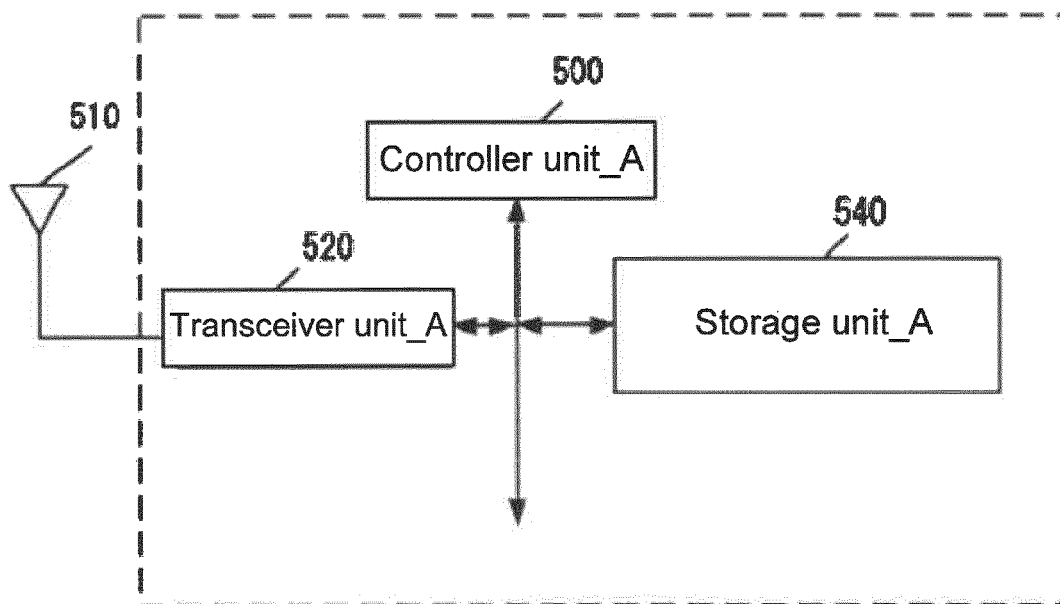 500
510
Controller unit_A
540
520
Transceiver unit_A
Storage unit_A